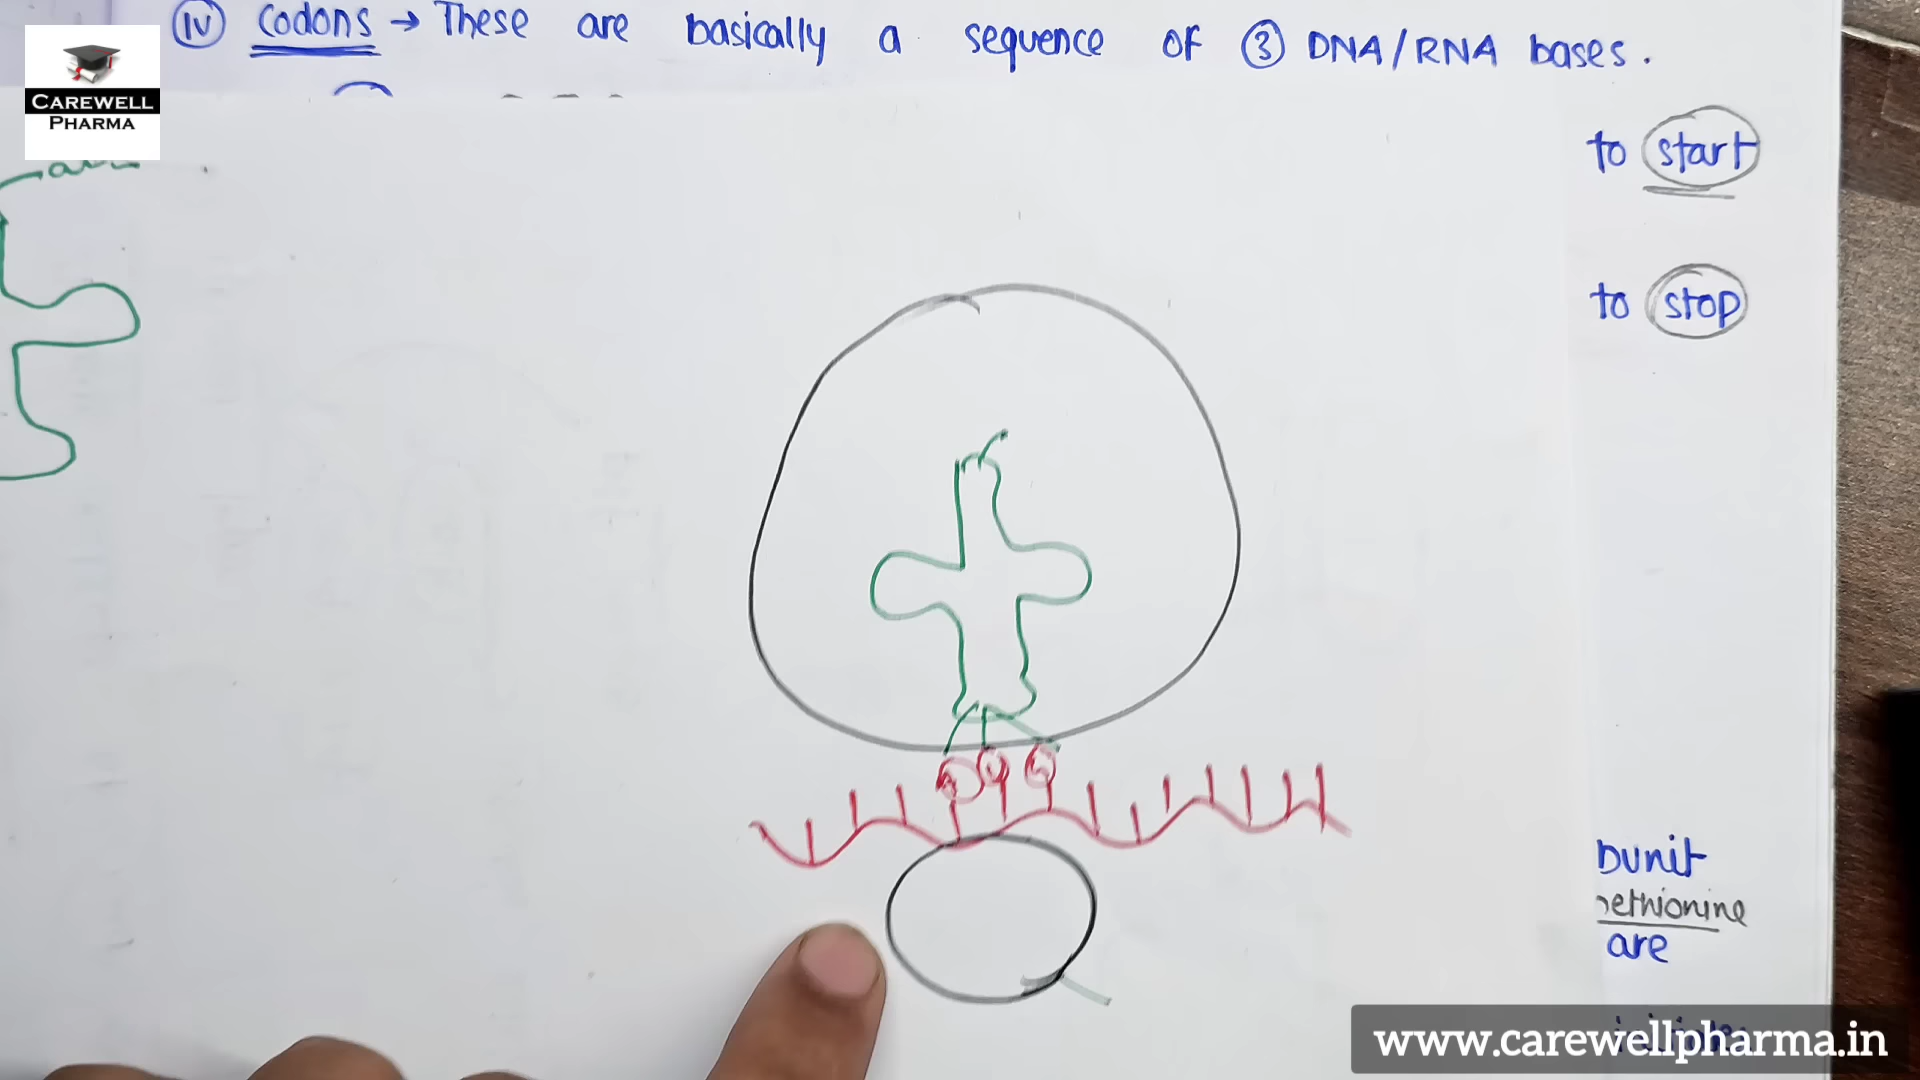 IV codons → These are basically a sequence of 3 DNA/RNA bases.
CAREWELL
PHARMA
to start
to stop
A U G
bunit
ethionine
are
www.carewellpharma.in